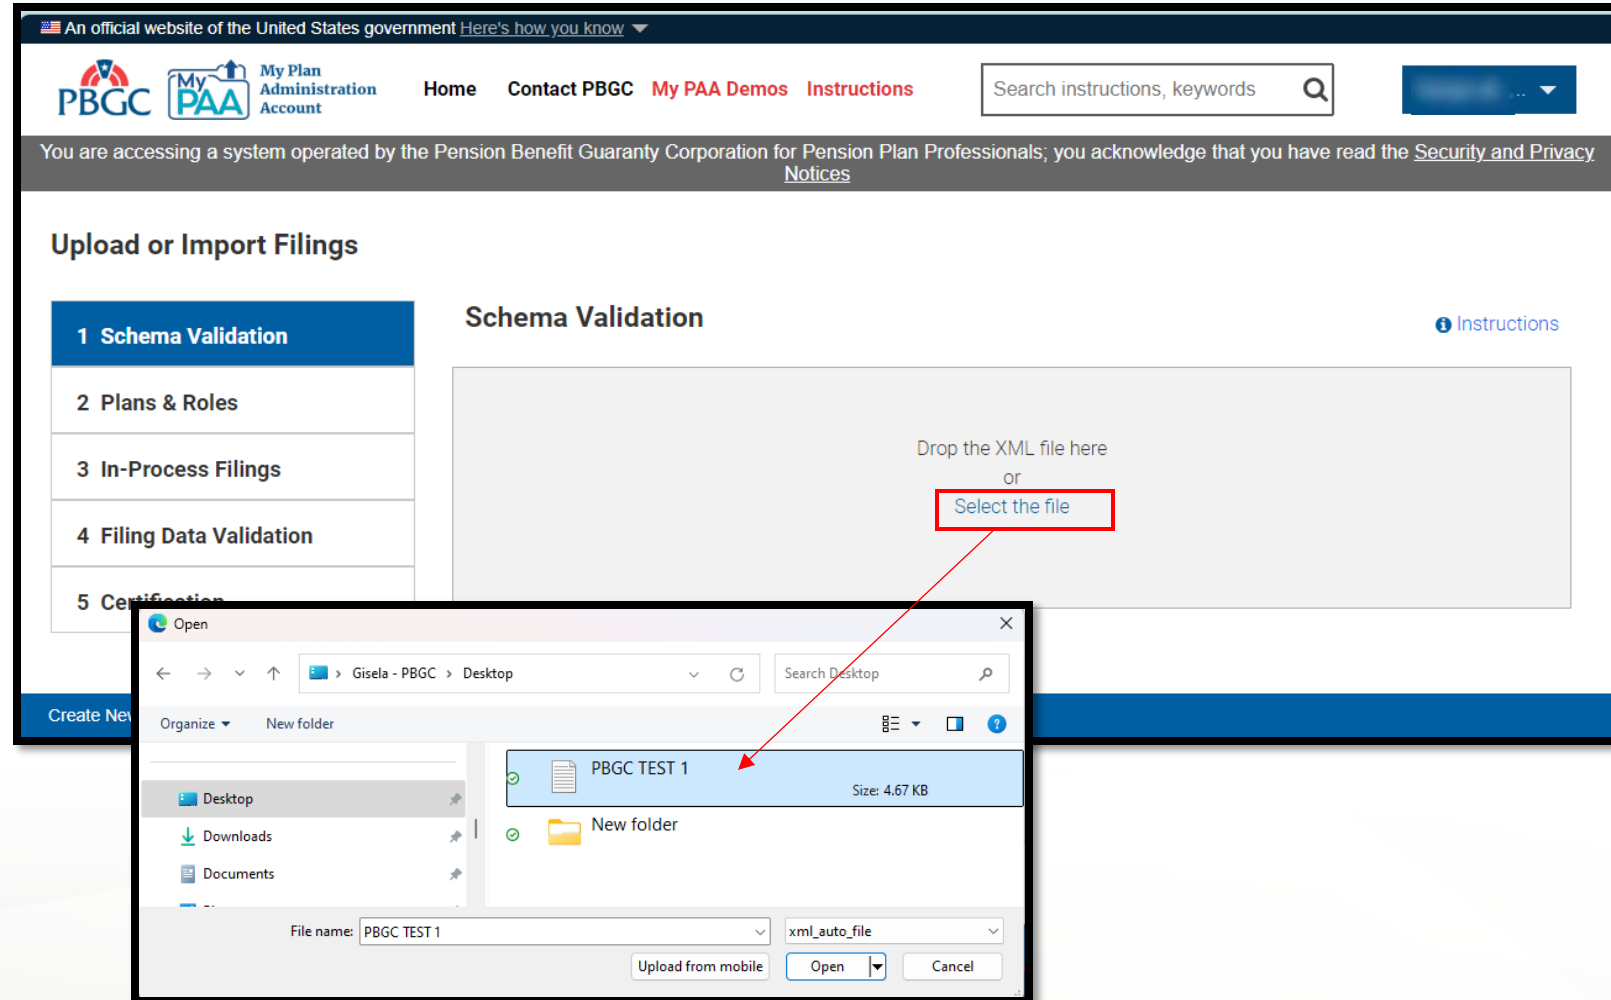 An official website of the United States government Here's how you know
PBGC
My PAA
My Plan
Administration
Account
Home Contact PBGC My PAA Demos Instructions
Search instructions, keywords
You are accessing a system operated by the Pension Benefit Guaranty Corporation for Pension Plan Professionals; you acknowledge that you have read the Security and Privacy
Notices
Upload or Import Filings
1 Schema Validation
2 Plans & Roles
3 In-Process Filings
4 Filing Data Validation
5 Certification
Schema Validation
Instructions
Drop the XML file here
or
Select the file
Create New
Open
Gisela - PBGC > Desktop
Search Desktop
Organize
New folder
Desktop
Downloads
Documents
PBGC TEST 1
Size: 4.67 KB
New folder
File name: PBGC TEST 1
xml_auto_file
Upload from mobile
Open
Cancel